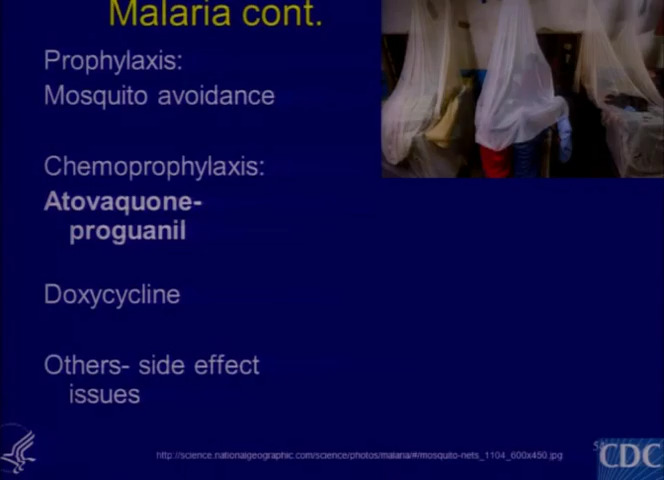 Malaria cont.
Prophylaxis:
Mosquito avoidance
Chemoprophylaxis:
Atovaquone-
proguanil
Doxycycline
Others- side effect
issues
http://science.nationalgeographic.com/science/photos/malaria/#/mosquito-nets_1104_600x450.jpg
CDC